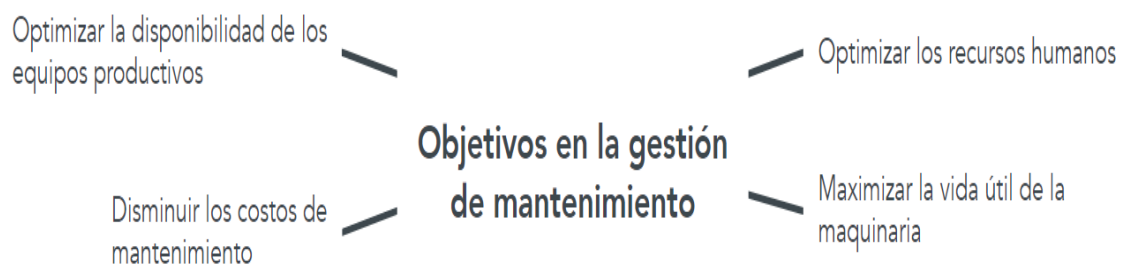 Optimizar la disponibilidad de los
equipos productivos
Optimizar los recursos humanos
Objetivos en la gestión
de mantenimiento
Disminuir los costos de
mantenimiento
Maximizar la vida útil de la
maquinaria